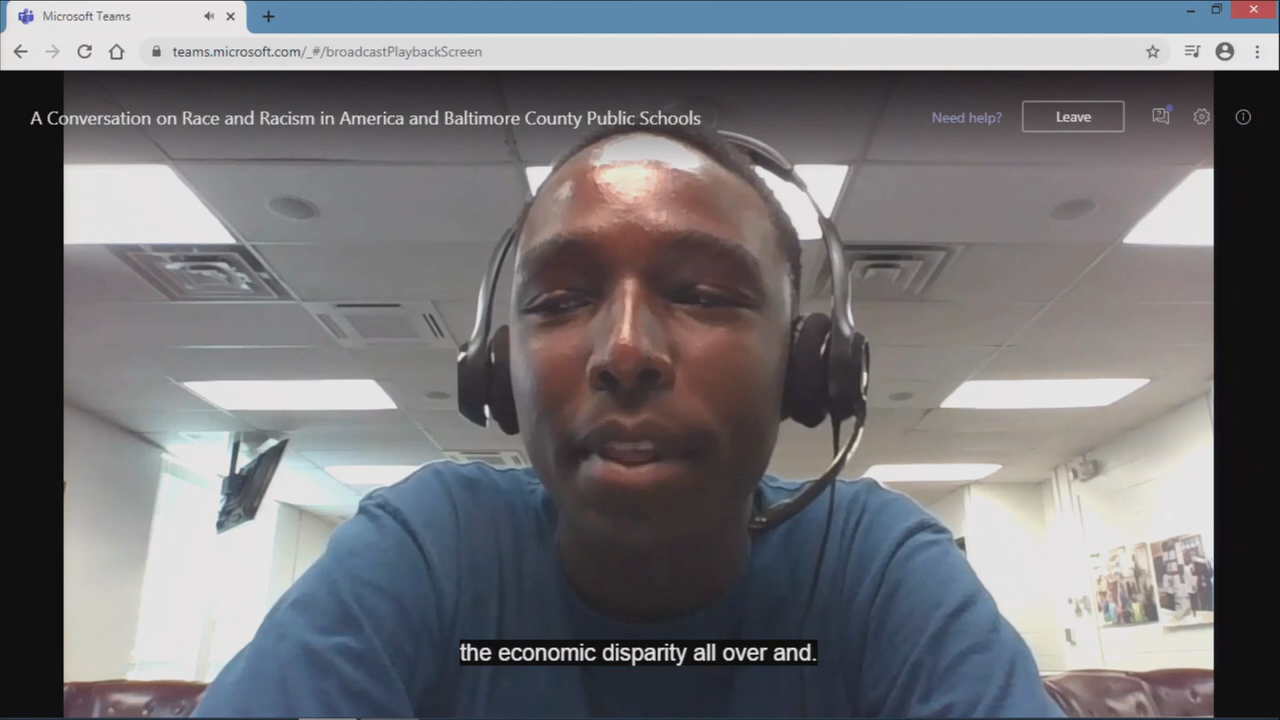 Microsoft Teams
teams.microsoft.com/_#/broadcastPlaybackScreen
A Conversation on Race and Racism in America and Baltimore County Public Schools
Need help?
Leave
the economic disparity all over and.